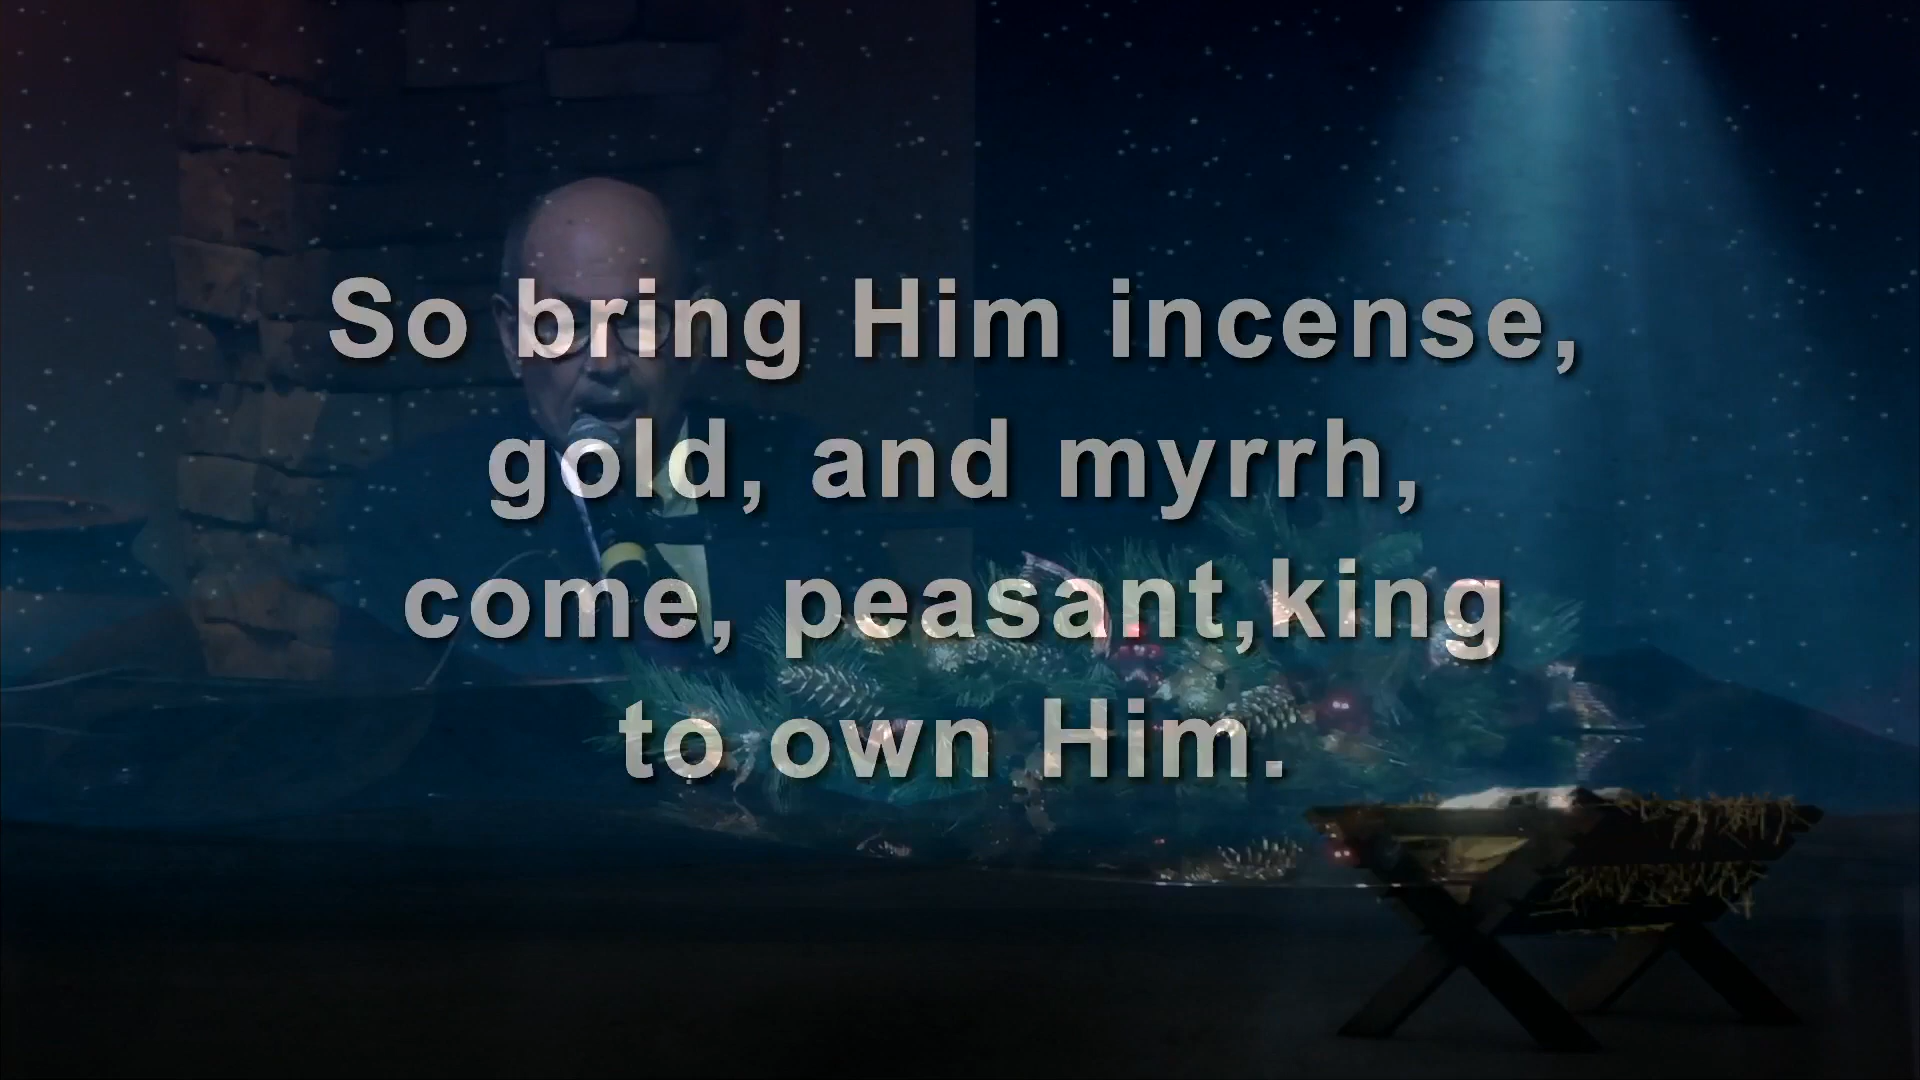 So bring Him incense,
gold, and myrrh,
come, peasant,king
to own Him.